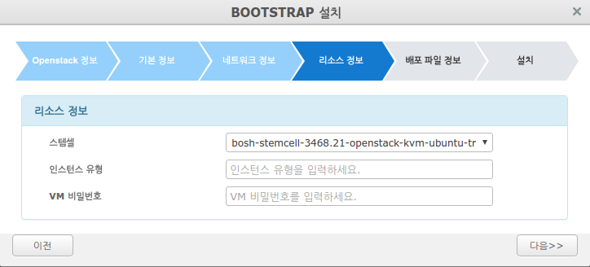 BOOTSTRAP 설치
×
Openstack 정보 기본 정보 네트워크 정보 리소스 정보 배포 파일 정보 설치
리소스 정보
스템셀 bosh-stemcell-3468.21-openstack-kvm-ubuntu-tr
인스턴스 유형 인스턴스 유형을 입력하세요.
VM 비밀번호 VM 비밀번호를 입력하세요.
이전 다음>>